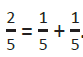 2/5 = 1/5 + 1/5.